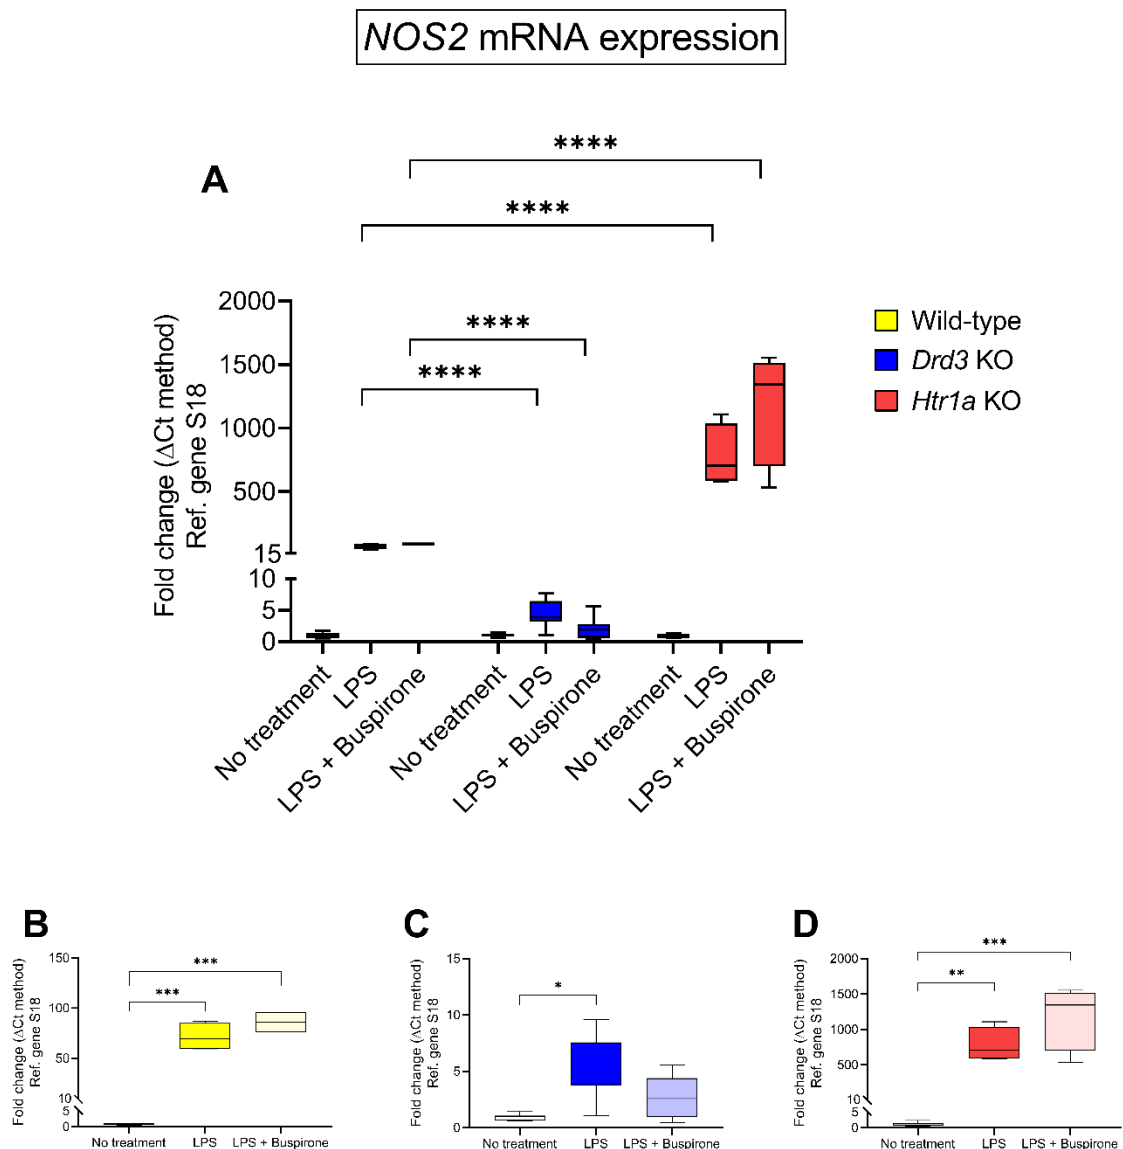 NOS2 mRNA expression
A
****
****
****
****
Fold change (ΔCt method)
Ref. gene S18
2000
1500
1000
500
15
10
5
0
No treatment
LPS
LPS + Buspirone
No treatment
LPS
LPS + Buspirone
No treatment
LPS
LPS + Buspirone
Wild-type
Drd3 KO
Htr1a KO
B
Fold change (ΔCt method)
Ref. gene S18
150
100
50
10
5
0
***
***
No treatment
LPS
LPS + Buspirone
C
Fold change (ΔCt method)
Ref. gene S18
15
10
5
0
*
No treatment
LPS
LPS + Buspirone
D
Fold change (ΔCt method)
Ref. gene S18
2000
1500
1000
500
10
5
0
***
**
No treatment
LPS
LPS + Buspirone